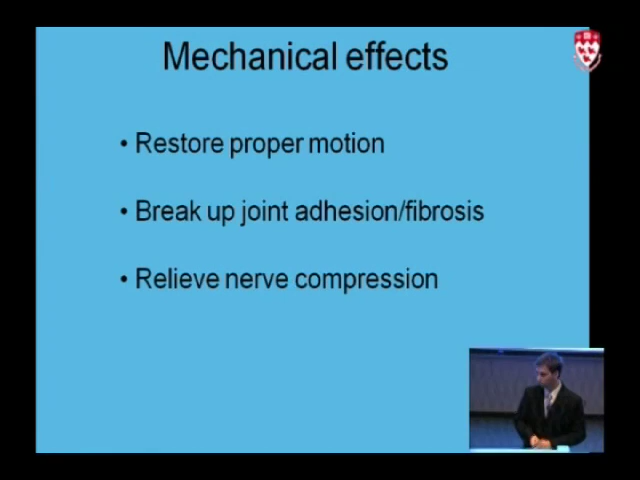 Mechanical effects
• Restore proper motion
• Break up joint adhesion/fibrosis
• Relieve nerve compression